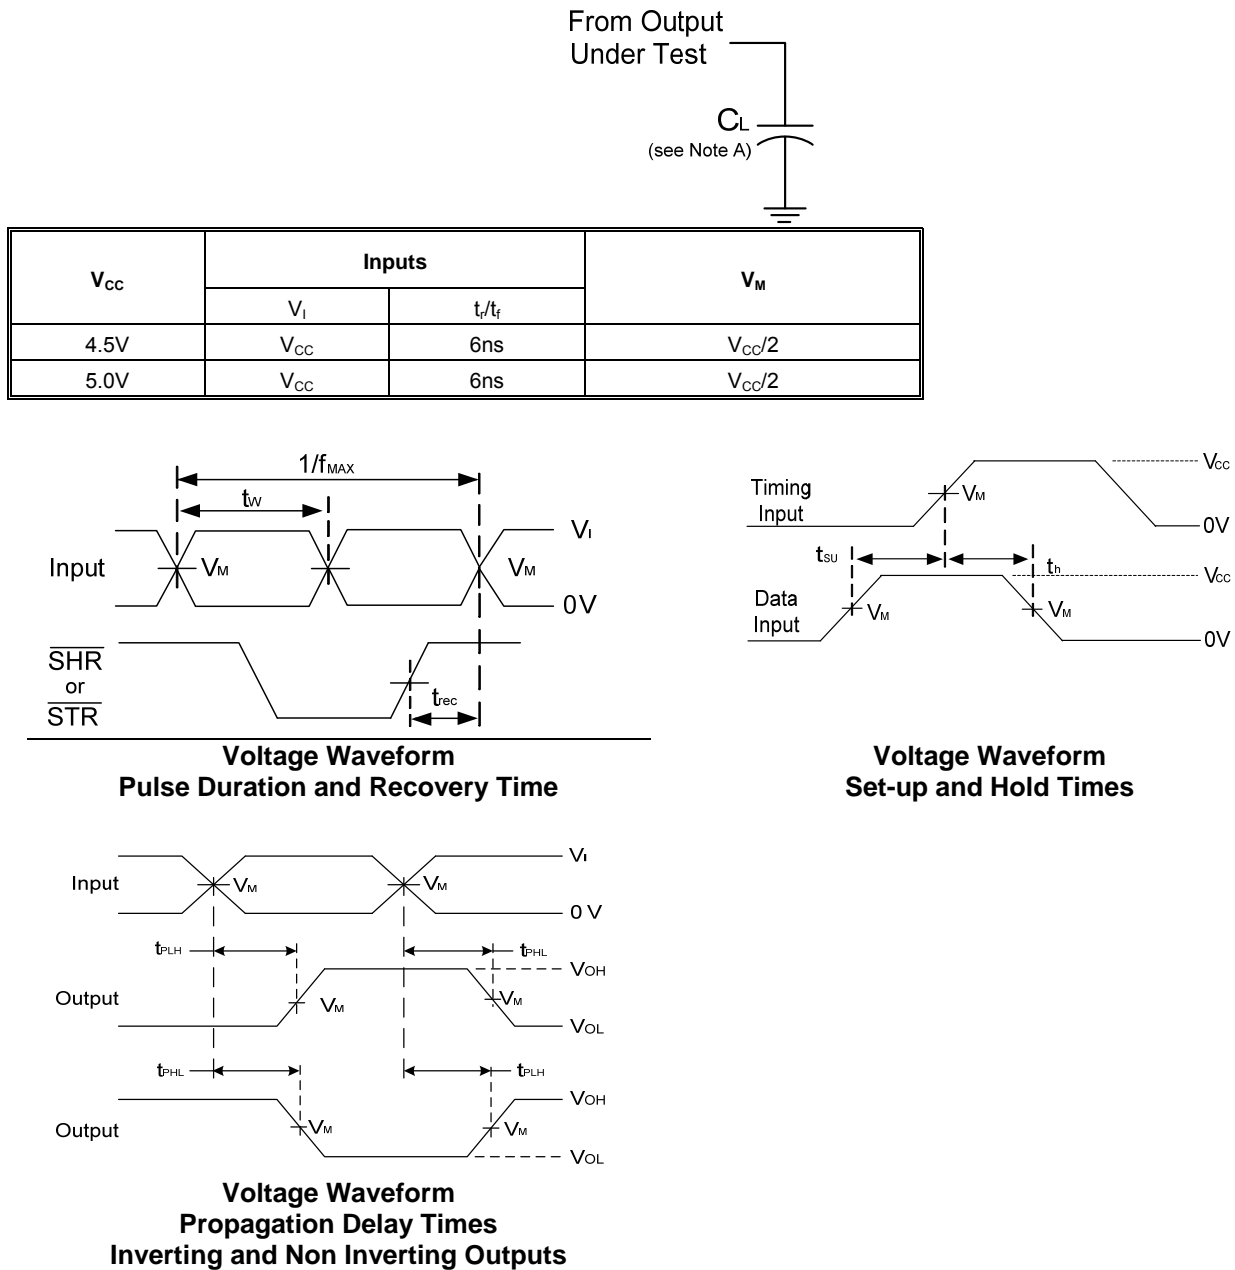 From Output
Under Test
CL
(see Note A)
VCC
Inputs
VM
VI
tr/tf
4.5V VCC 6ns VCC/2
5.0V VCC 6ns VCC/2
1/fMAX
tW
VI
Input VM VM
0V
SHR
or
STR
trec
Voltage Waveform
Pulse Duration and Recovery Time
VCC
Timing
Input
VM
0V
tSU
th
VCC
Data
Input
VM VM
0V
Voltage Waveform
Set-up and Hold Times
VI
Input VM VM
0 V
tPLH tPHL
VOH
Output VM VM
VOL
tPHL tPLH
VOH
Output VM VM
VOL
Voltage Waveform
Propagation Delay Times
Inverting and Non Inverting Outputs